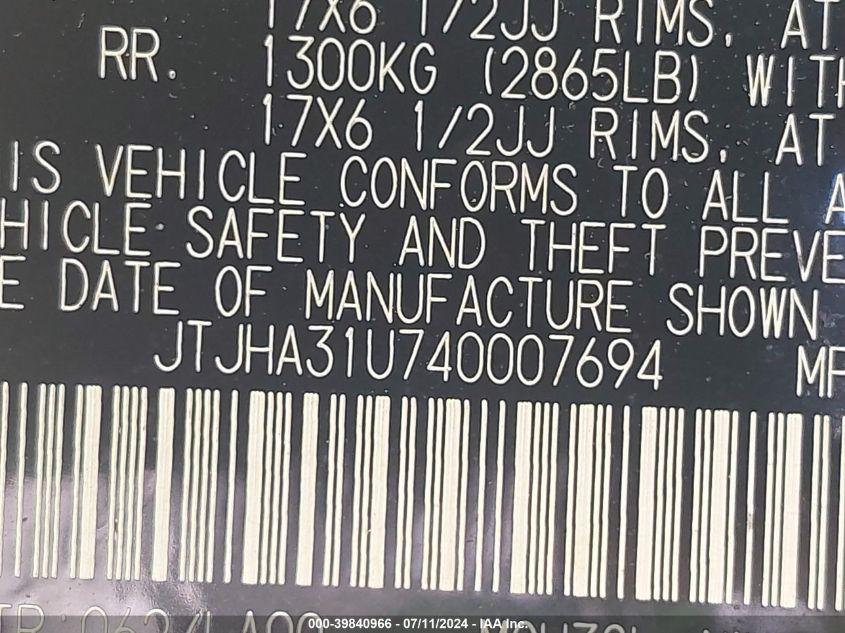 17X6 1/2JJ RIMS, AT
RR. 1300KG (2865LB) WITH
17X6 1/2JJ RIMS, AT
IS VEHICLE CONFORMS TO ALL A
HICLE SAFETY AND THEFT PREVE
E DATE OF MANUFACTURE SHOWN
JTJHA31U740007694 MP
000-39840966 - 07/11/2024 - IAA Inc.